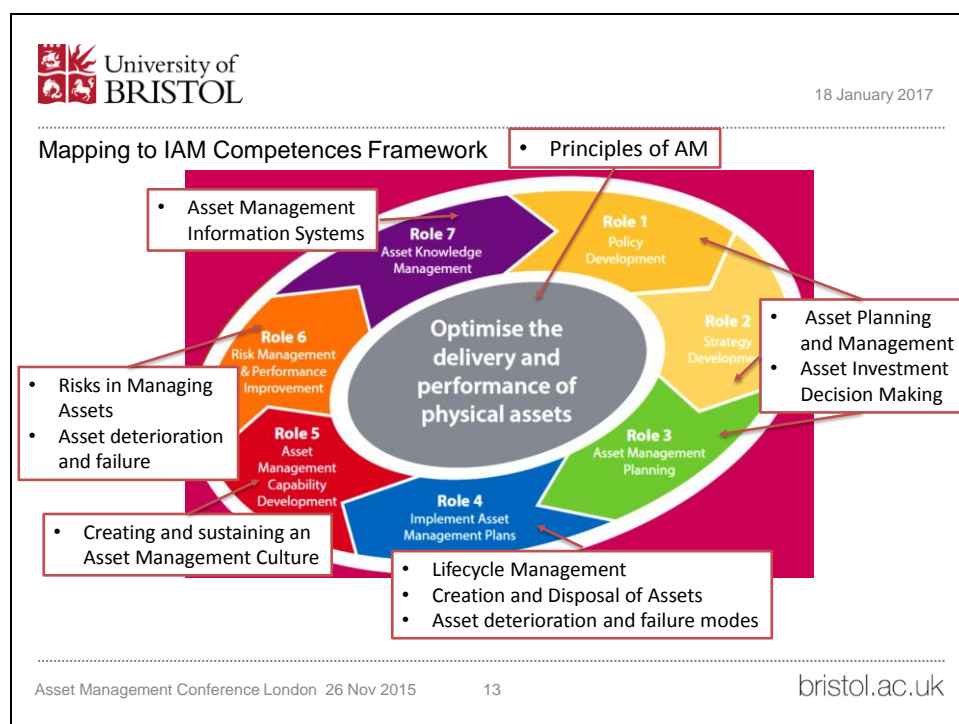 University of
BRISTOL
18 January 2017
Mapping to IAM Competences Framework
• Principles of AM
• Asset Management
Information Systems
Role 7
Asset Knowledge
Management
Role 1
Policy
Development
Role 2
Strategy
Developme
• Asset Planning
and Management
• Asset Investment
Decision Making
Role 6
Risk Management
& Performance
Improvement
Optimise the
delivery and
performance of
physical assets
• Risks in Managing
Assets
• Asset deterioration
and failure
Role 3
Asset Management
Planning
Role 5
Asset
Management
Capability
Development
Role 4
Implement Asset
Management Plans
• Creating and sustaining an
Asset Management Culture
• Lifecycle Management
• Creation and Disposal of Assets
• Asset deterioration and failure modes
Asset Management Conference London 26 Nov 2015
13
bristol.ac.uk